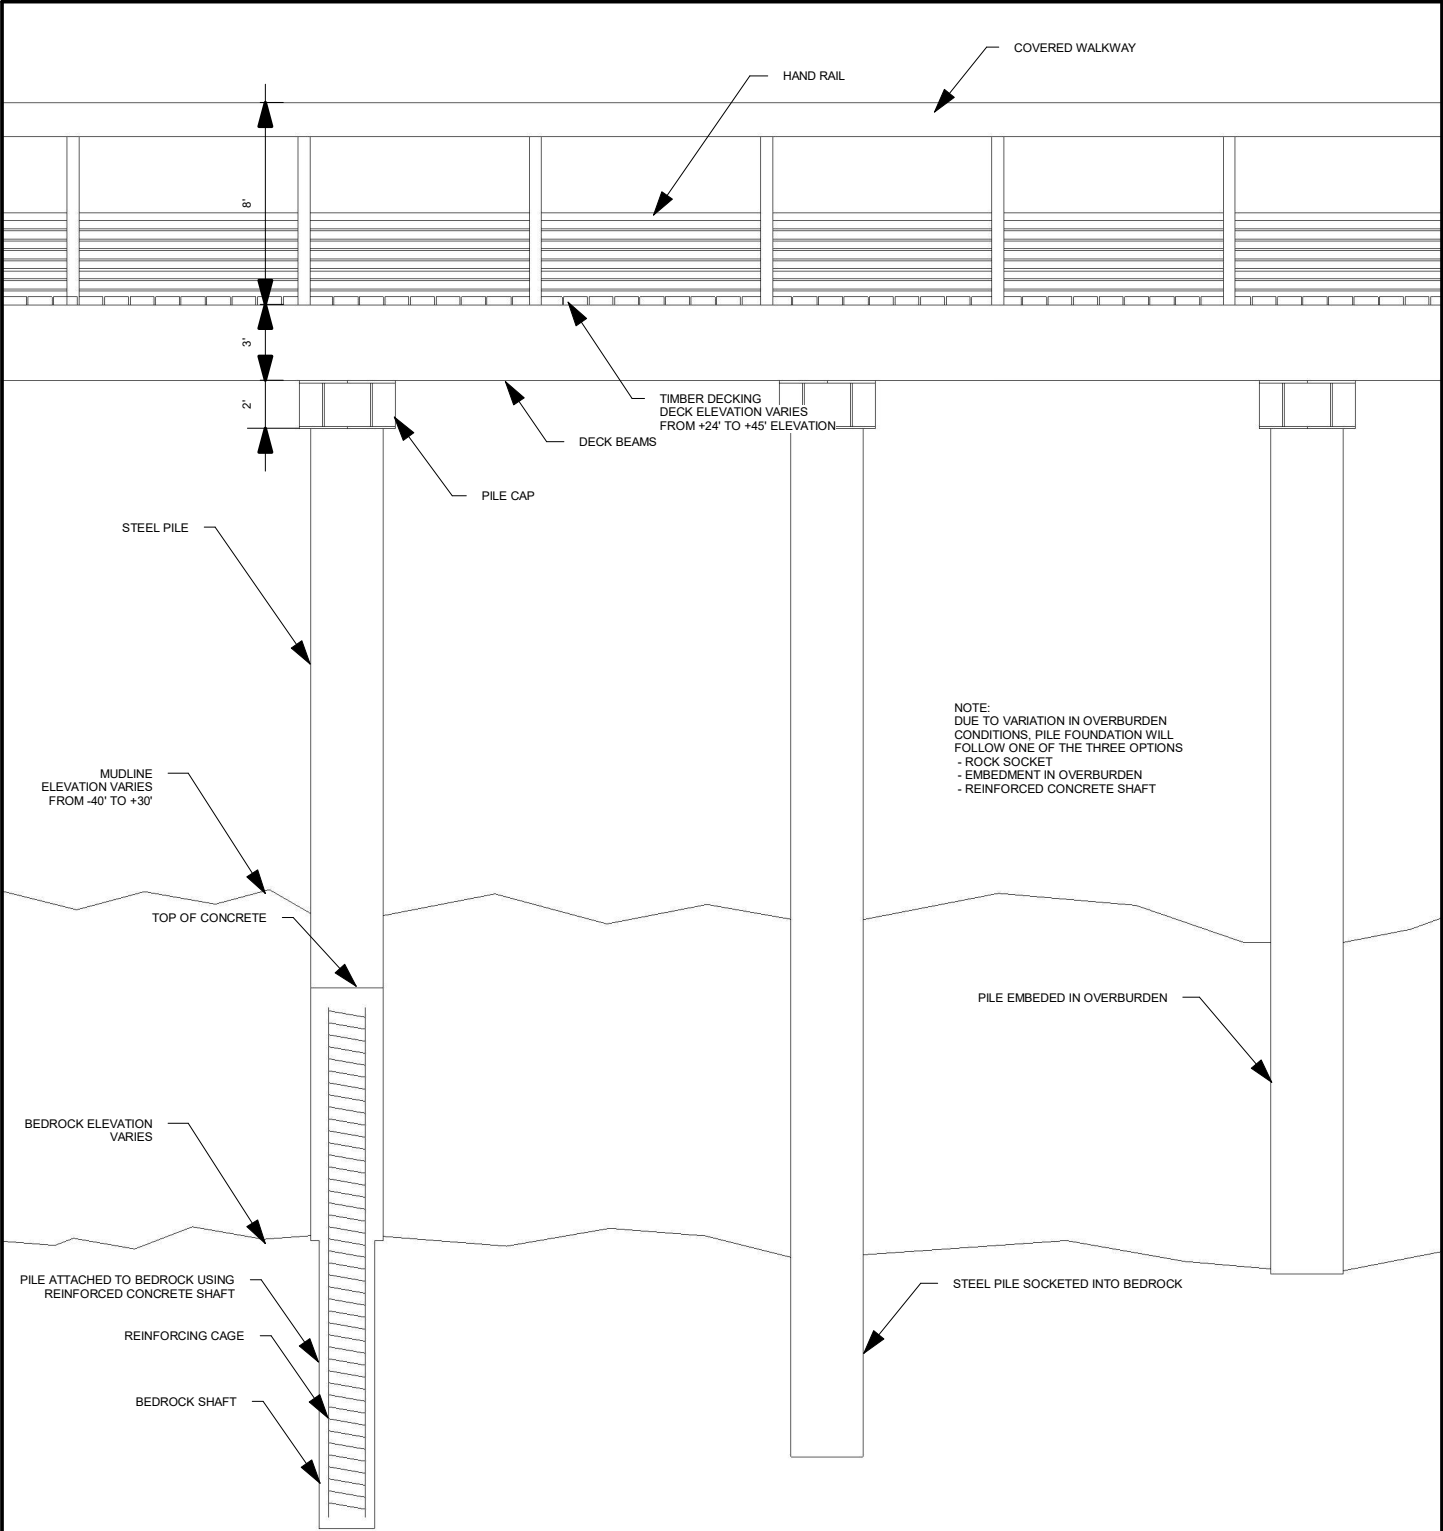 COVERED WALKWAY
HAND RAIL
8'
3'
2'
TIMBER DECKING
DECK ELEVATION VARIES
FROM +24' TO +45' ELEVATION
DECK BEAMS
PILE CAP
STEEL PILE
NOTE:
DUE TO VARIATION IN OVERBURDEN
CONDITIONS, PILE FOUNDATION WILL
FOLLOW ONE OF THE THREE OPTIONS
- ROCK SOCKET
- EMBEDMENT IN OVERBURDEN
- REINFORCED CONCRETE SHAFT
MUDLINE
ELEVATION VARIES
FROM -40' TO +30'
TOP OF CONCRETE
PILE EMBEDED IN OVERBURDEN
BEDROCK ELEVATION
VARIES
PILE ATTACHED TO BEDROCK USING
REINFORCED CONCRETE SHAFT
STEEL PILE SOCKETED INTO BEDROCK
REINFORCING CAGE
BEDROCK SHAFT